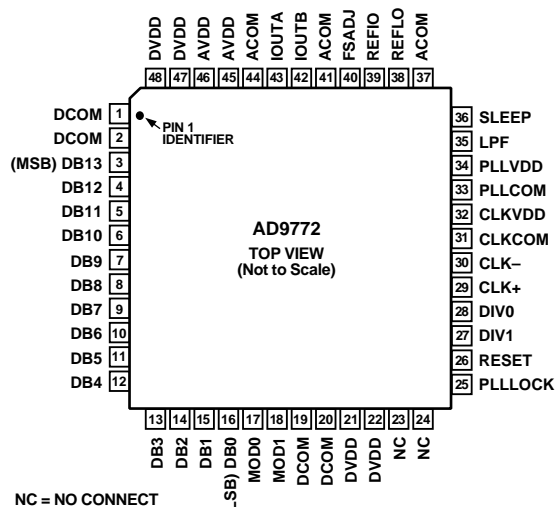 48 DVDD
47 DVDD
46 AVDD
45 AVDD
44 ACOM
43 IOUTA
42 IOUTB
41 ACOM
40 FSADJ
39 REFIO
38 REFLO
37 ACOM
DCOM 1
DCOM 2
(MSB) DB13 3
DB12 4
DB11 5
DB10 6
DB9 7
DB8 8
DB7 9
DB6 10
DB5 11
DB4 12
PIN 1
IDENTIFIER
AD9772
TOP VIEW
(Not to Scale)
36 SLEEP
35 LPF
34 PLLVDD
33 PLLCOM
32 CLKVDD
31 CLKCOM
30 CLK–
29 CLK+
28 DIV0
27 DIV1
26 RESET
25 PLLLOCK
13 DB3
14 DB2
15 DB1
16 LSB) DB0
17 MOD0
18 MOD1
19 DCOM
20 DCOM
21 DVDD
22 DVDD
23 NC
24 NC
NC = NO CONNECT